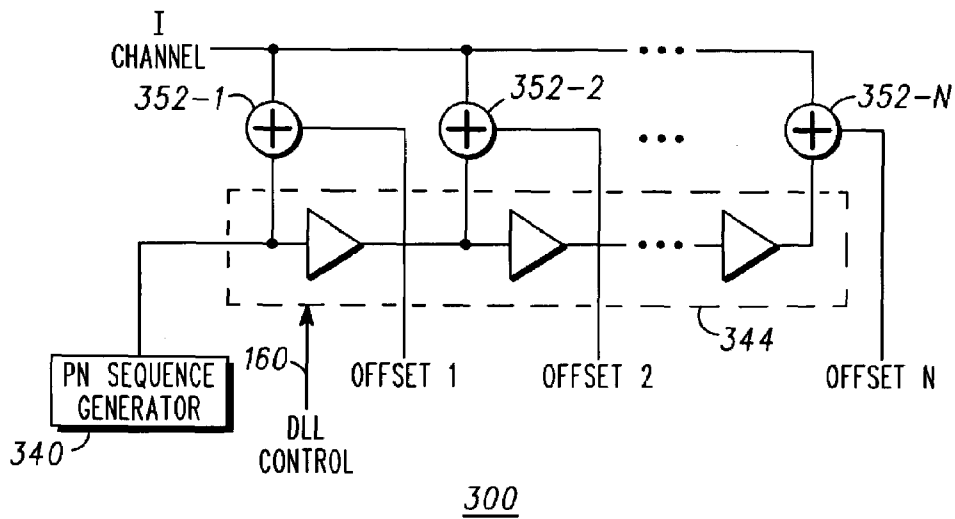 I
CHANNEL
352-1
352-2
352-N
344
160
OFFSET 1
OFFSET 2
OFFSET N
PN SEQUENCE
GENERATOR
340
DLL
CONTROL
300